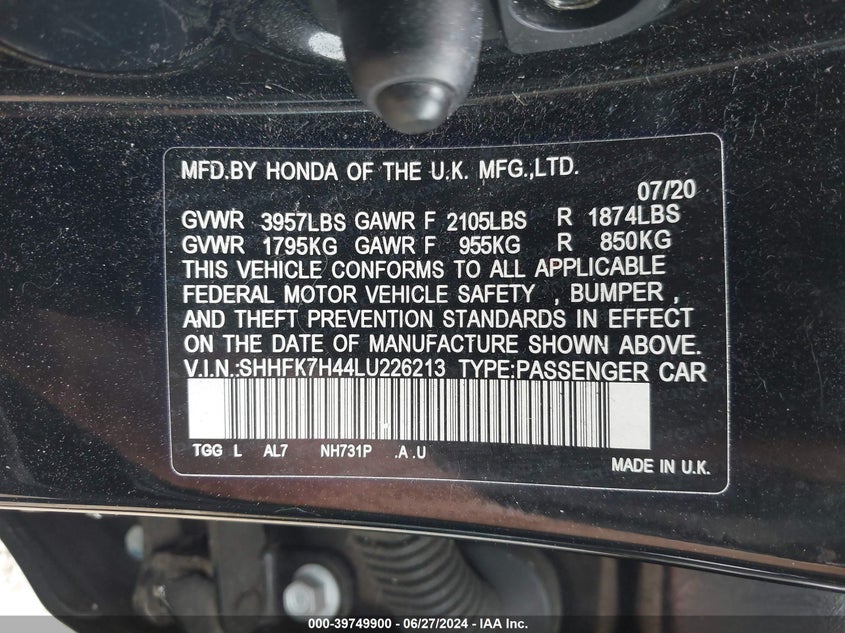 MFD.BY HONDA OF THE U.K. MFG.,LTD.
07/20
GVWR 3957LBS GAWR F 2105LBS R 1874LBS
GVWR 1795KG GAWR F 955KG R 850KG
THIS VEHICLE CONFORMS TO ALL APPLICABLE
FEDERAL MOTOR VEHICLE SAFETY , BUMPER ,
AND THEFT PREVENTION STANDARDS IN EFFECT
ON THE DATE OF MANUFACTURE SHOWN ABOVE.
V.I.N.:SHHFK7H44LU226213 TYPE:PASSENGER CAR
TGG L AL7 NH731P .A .U
MADE IN U.K.
000-39749900 - 06/27/2024 - IAA Inc.